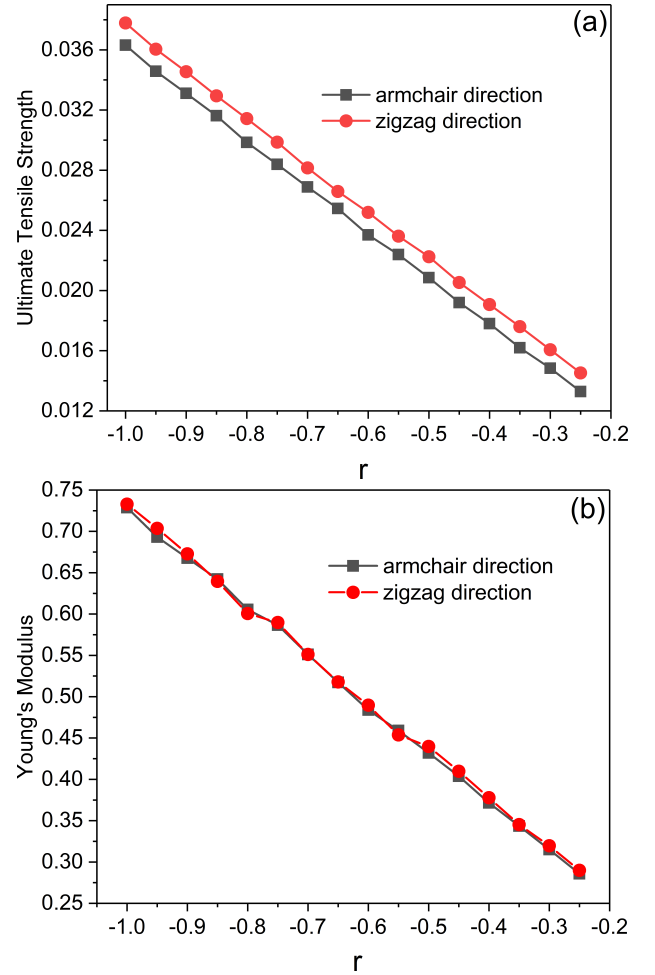 (a)
0.036
0.032
0.028
0.024
0.020
0.016
0.012
Ultimate Tensile Strength
armchair direction
zigzag direction
-1.0 -0.9 -0.8 -0.7 -0.6 -0.5 -0.4 -0.3 -0.2
r
(b)
0.75
0.70
0.65
0.60
0.55
0.50
0.45
0.40
0.35
0.30
0.25
Young's Modulus
armchair direction
zigzag direction
-1.0 -0.9 -0.8 -0.7 -0.6 -0.5 -0.4 -0.3 -0.2
r